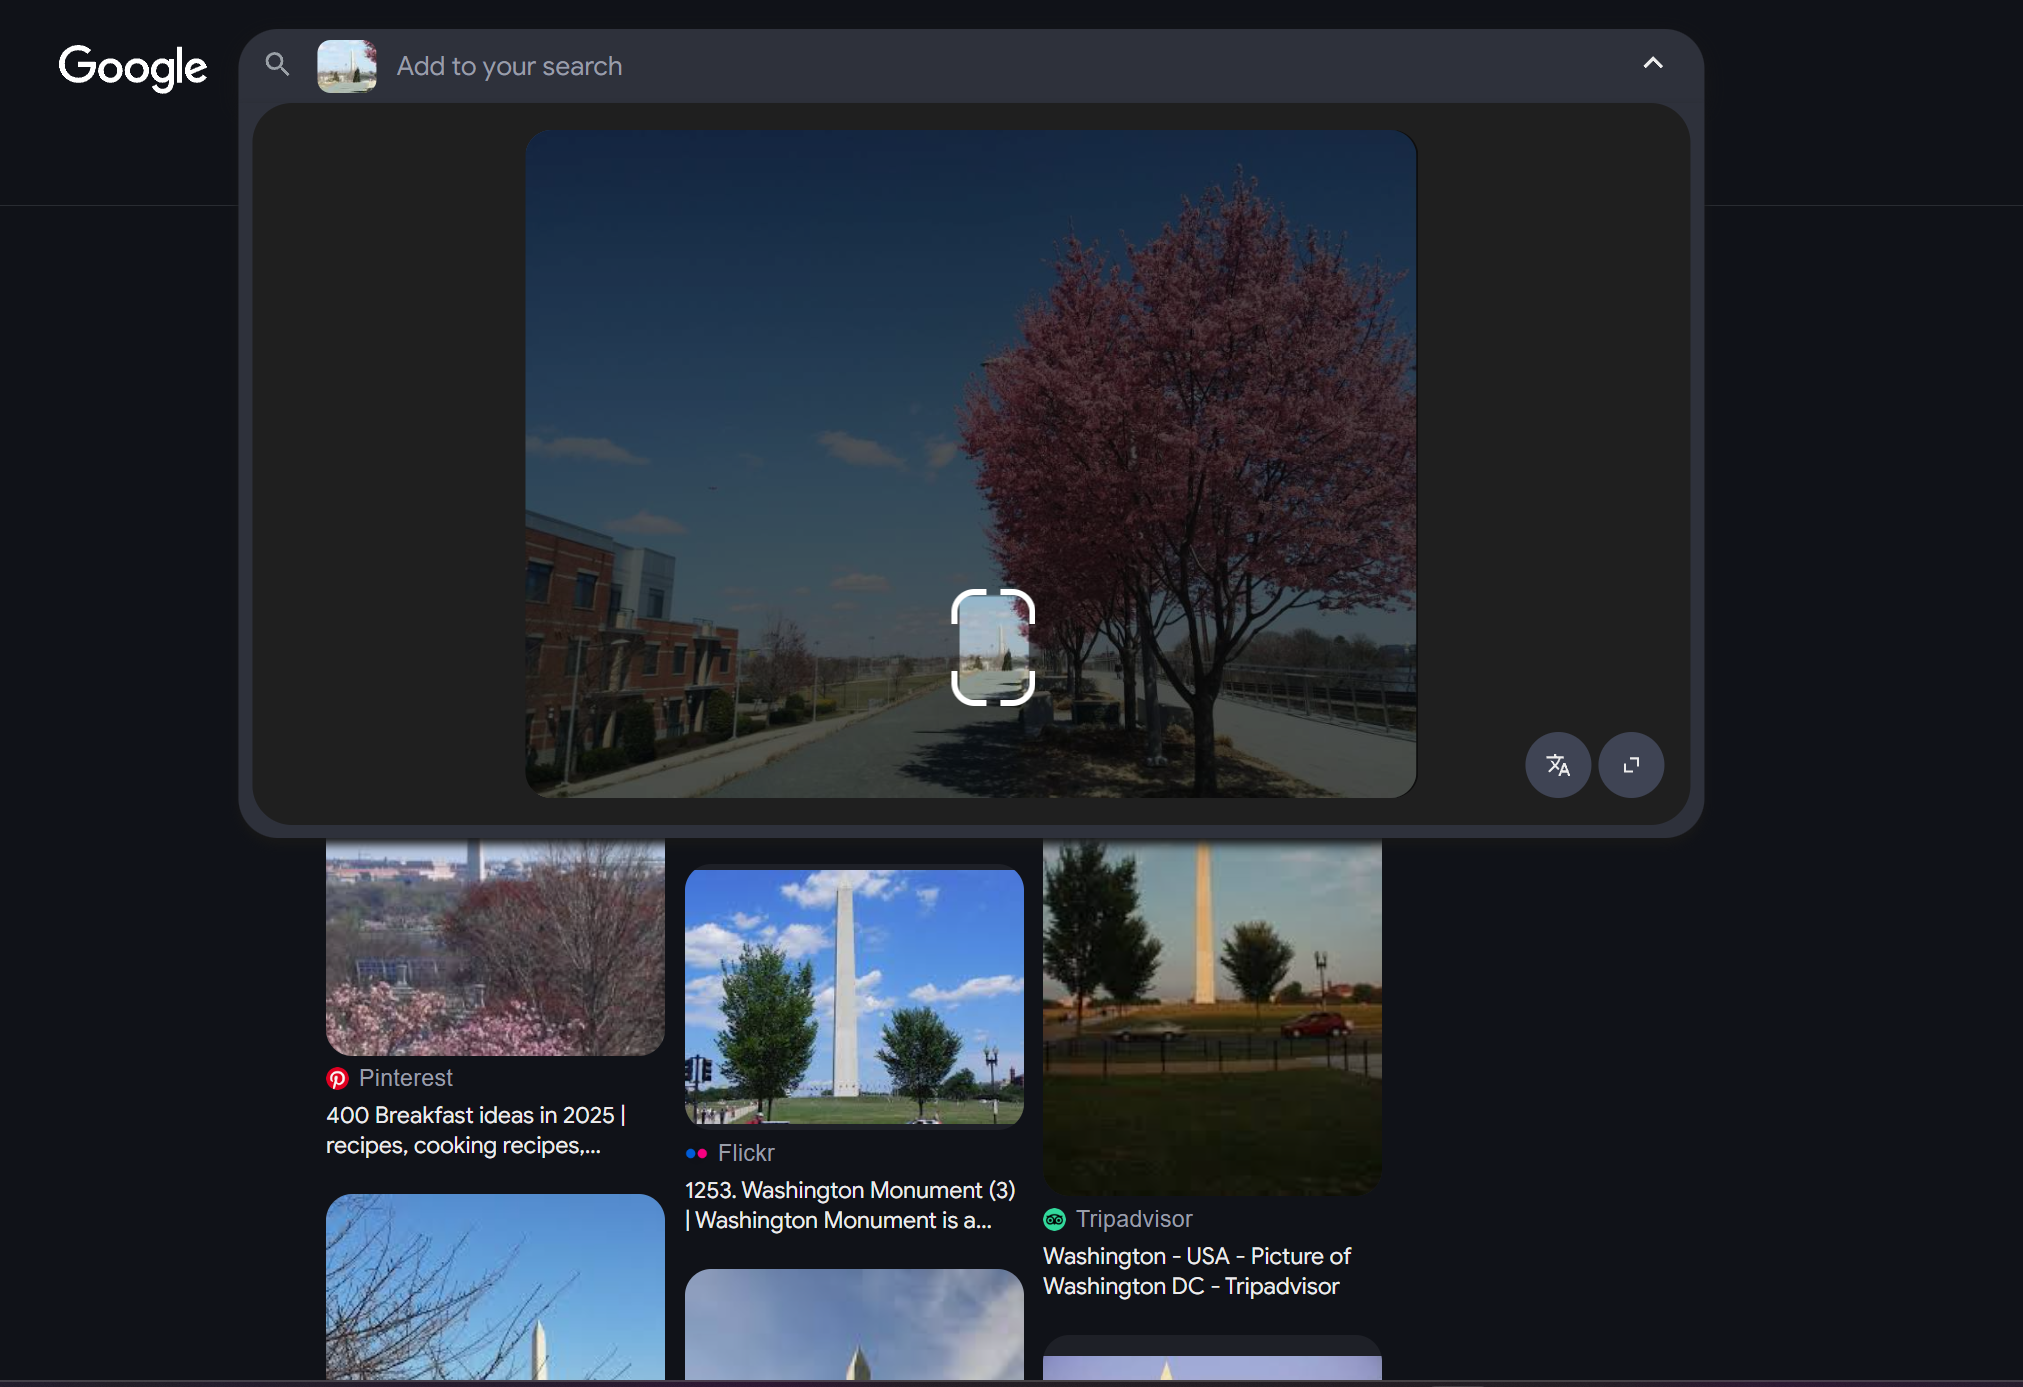 Google
Add to your search
Pinterest
400 Breakfast ideas in 2025 |
recipes, cooking recipes,...
Flickr
1253. Washington Monument (3)
| Washington Monument is a...
Tripadvisor
Washington - USA - Picture of
Washington DC - Tripadvisor